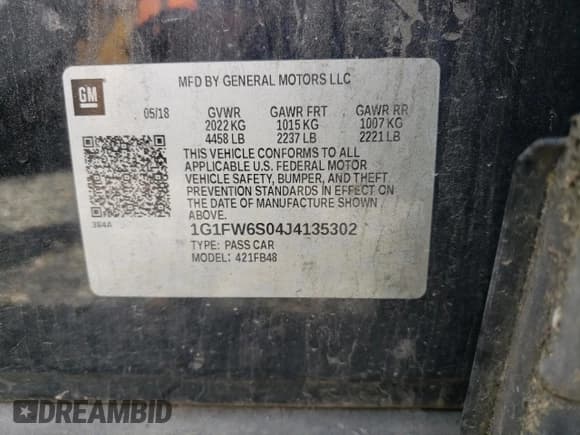 GM
MFD BY GENERAL MOTORS LLC
05/18 GVWR GAWR FRT GAWR RR
2022 KG 1015 KG 1007 KG
4458 LB 2237 LB 2221 LB
THIS VEHICLE CONFORMS TO ALL
APPLICABLE U.S. FEDERAL MOTOR
VEHICLE SAFETY, BUMPER, AND THEFT
PREVENTION STANDARDS IN EFFECT ON
THE DATE OF MANUFACTURE SHOWN
ABOVE.
384A
1G1FW6S04J4135302
TYPE: PASS CAR
MODEL: 421FB48
DREAMBID